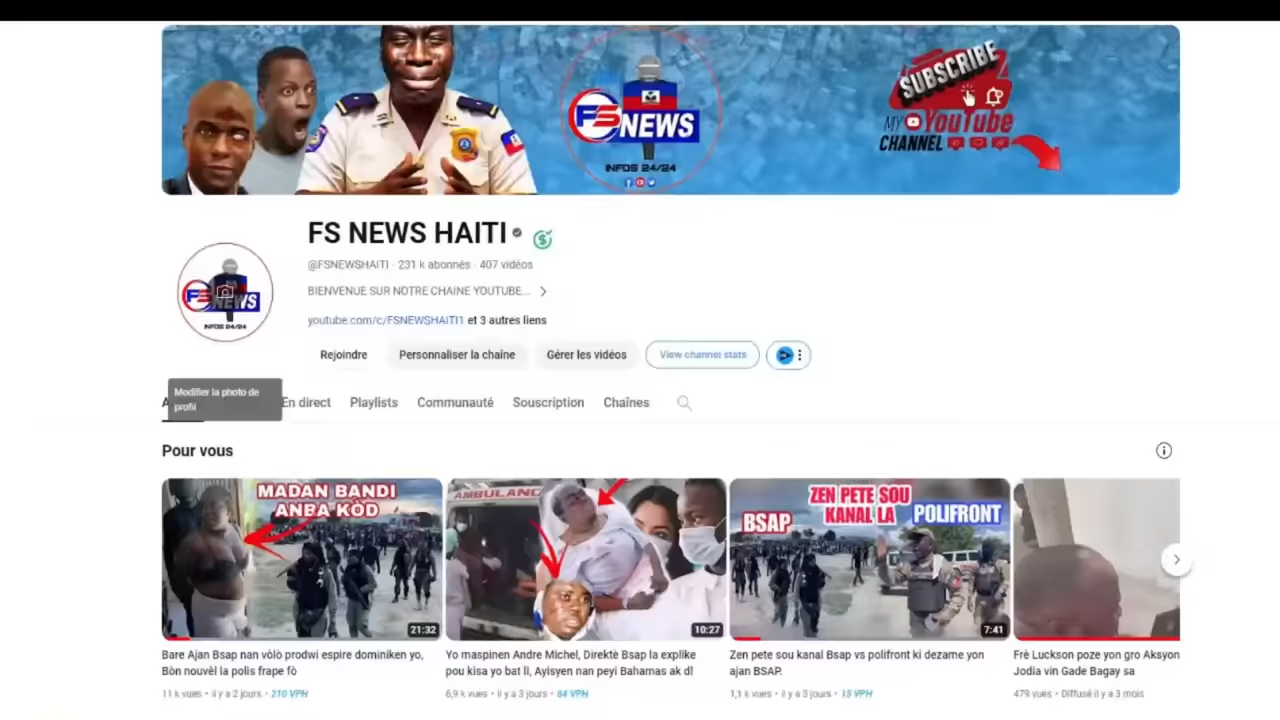 FS NEWS
INFOS 24/24
SUBSCRIBE
MY YouTube
CHANNEL
FS NEWS HAITI
@FSNEWSHAITI · 231 k abonnés · 407 vidéos
BIENVENUE SUR NOTRE CHAINE YOUTUBE...
youtube.com/c/FSNEWSHAITI1 et 3 autres liens
FS NEWS
INFOS 24/24
Rejoindre Personnaliser la chaîne Gérer les vidéos View channel stats
Modifier la photo de
profil
A En direct Playlists Communauté Souscription Chaînes
Pour vous
MADAN BANDI
ANBA KÒD
21:32
AMBULANC
10:27
ZEN PETE SOU
KANAL LA
BSAP
POLIFRONT
7:41
Bare Ajan Bsap nan vòlò prodwi espire dominiken yo,
Bòn nouvèl la polis frape fò
11 k vues • il y a 2 jours • 210 VPH
Yo maspinen Andre Michel, Direktè Bsap la explike
pou kisa yo bat li, Ayisyen nan peyi Bahamas ak d!
6,9 k vues • il y a 3 jours • 84 VPH
Zen pete sou kanal Bsap vs polifront ki dezame yon
ajan BSAP.
1,1 k vues • il y a 3 jours • 15 VPH
Frè Luckson poze yon gro Aksyon
Jodia vin Gade Bagay sa
479 vues • Diffusé il y a 3 mois